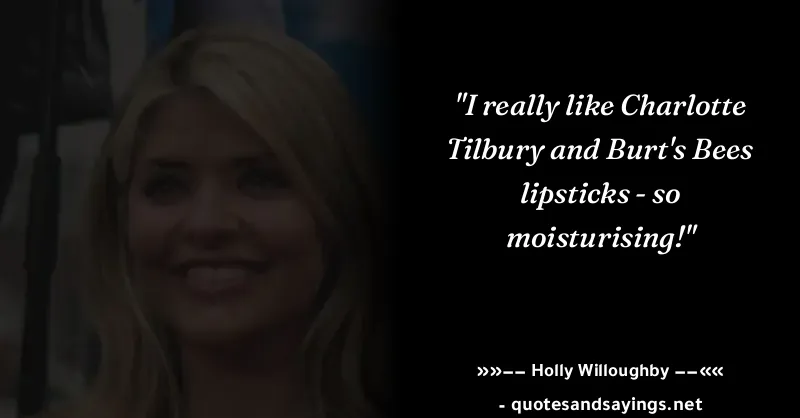 "I really like Charlotte
Tilbury and Burt's Bees
lipsticks - so
moisturising!"
»»—— Holly Willoughby ——««
- quotesandsayings.net